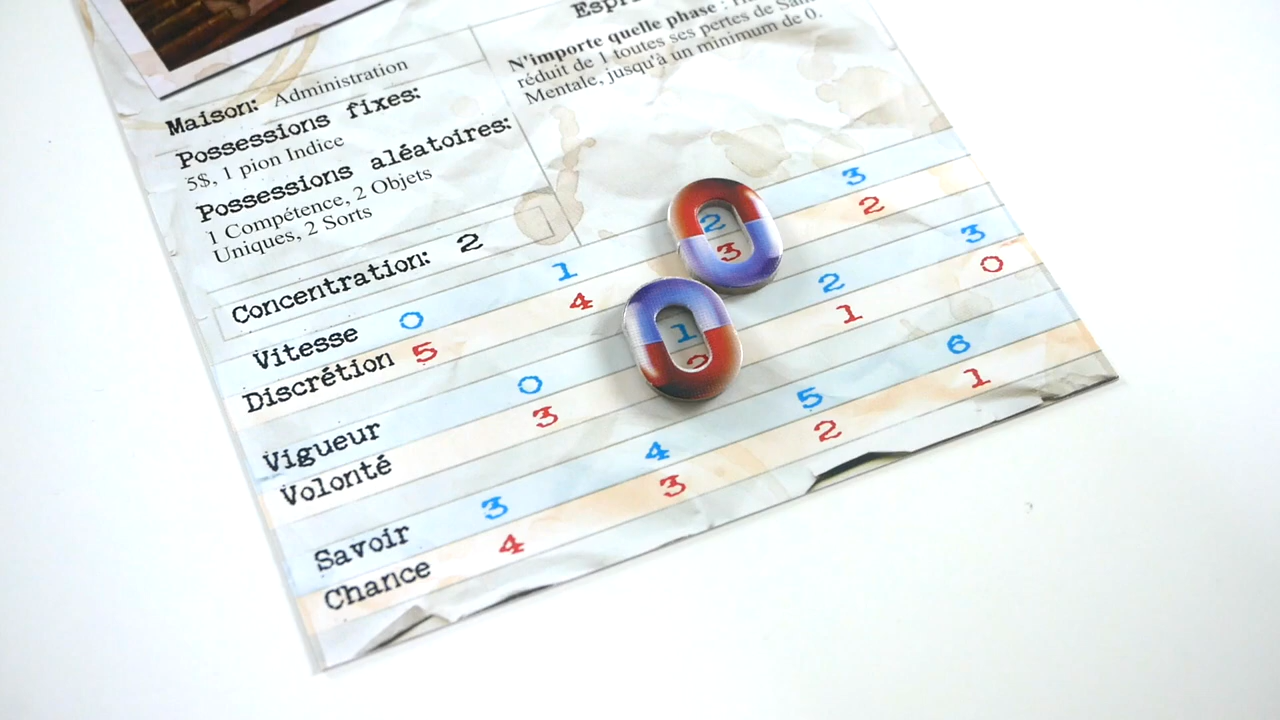 N'importe quelle phase :
réduit de 1 toutes ses pertes de
Mentale, jusqu'à un minimum de 0.
Maison: Administration
Possessions fixes:
5$, 1 pion Indice
Possessions aléatoires:
1 Compétence, 2 Objets
Uniques, 2 Sorts
Concentration: 2
Vitesse 0 1 2 3
Discrétion 5 4 3 2
Vigueur 0 1 2 3
Volonté 3 2 1 0
Savoir 3 4 5 6
Chance 4 3 2 1